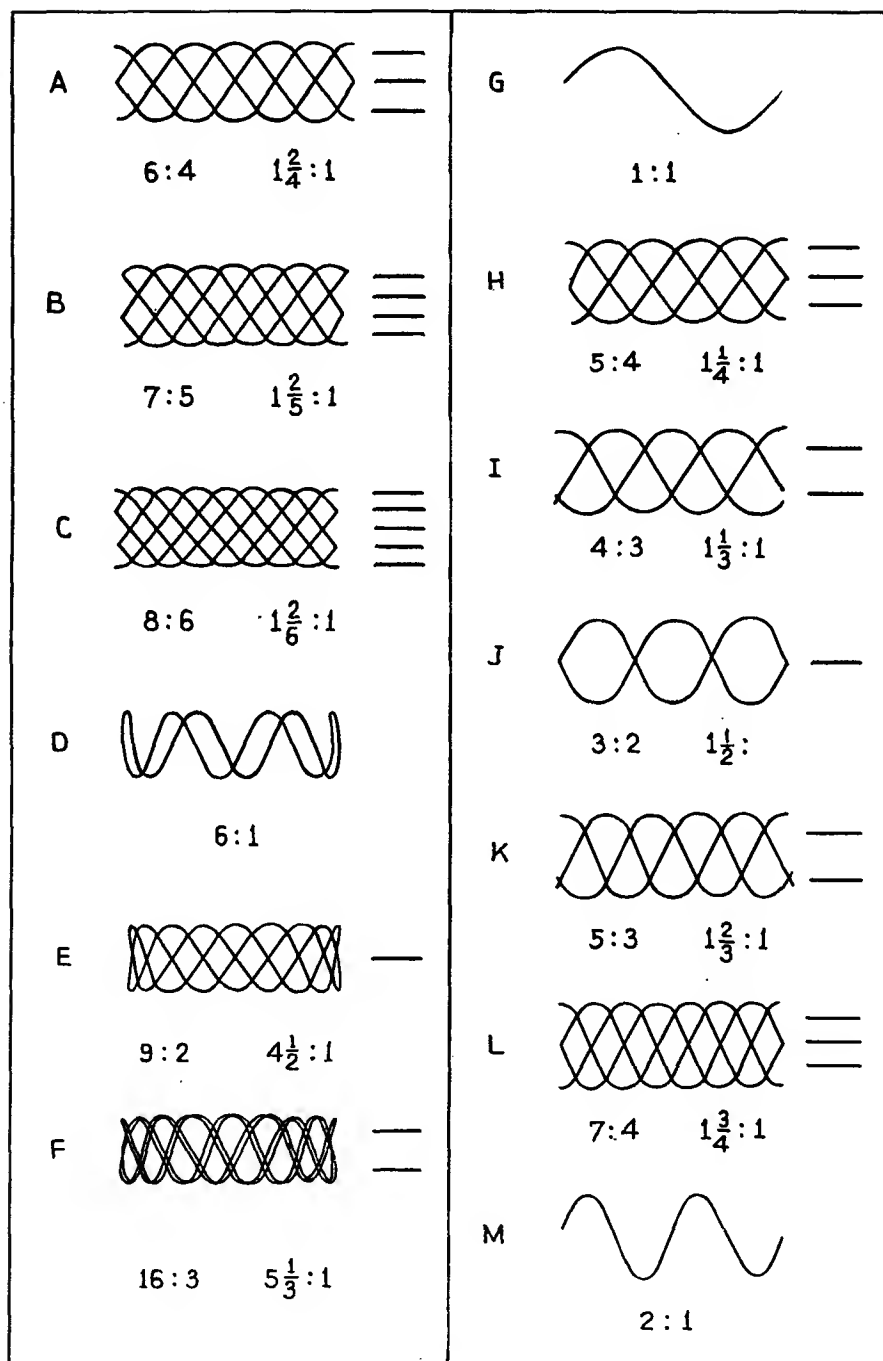 A
6:4 1 2/4 :1
B
7:5 1 2/5 :1
C
8:6 1 2/6 :1
D
6:1
E
9:2 4 1/2 :1
F
16:3 5 1/3 :1
G
1:1
H
5:4 1 1/4 :1
I
4:3 1 1/3 :1
J
3:2 1 1/2 :
K
5:3 1 2/3 :1
L
7:4 1 3/4 :1
M
2:1